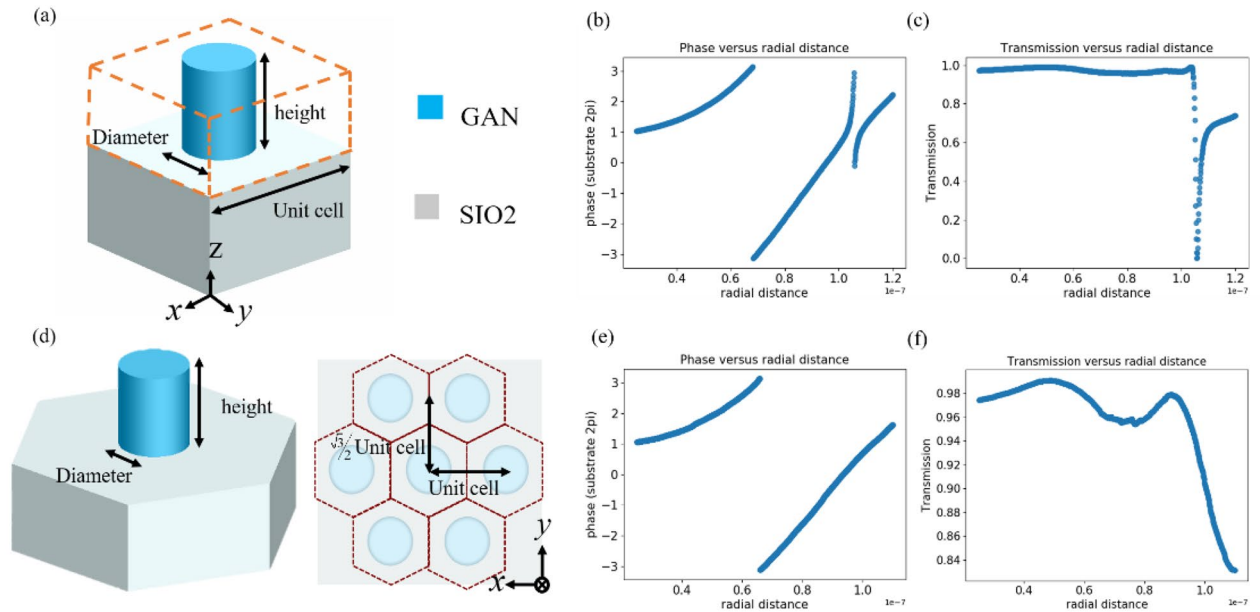 (a)
height
Diameter
Unit cell
z
x
y
GAN
SIO2
(b)
Phase versus radial distance
phase (substrate 2pi)
3
2
1
0
−1
−2
−3
0.4
0.6
0.8
1.0
1.2
1e−7
radial distance
(c)
Transmission versus radial distance
Transmission
1.0
0.8
0.6
0.4
0.2
0.0
0.4
0.6
0.8
1.0
1.2
1e−7
radial distance
(d)
height
Diameter
√3/2 Unit cell
Unit cell
y
x
(e)
Phase versus radial distance
phase (substrate 2pi)
3
2
1
0
−1
−2
−3
0.4
0.6
0.8
1.0
1e−7
radial distance
(f)
Transmission versus radial distance
Transmission
0.98
0.96
0.94
0.92
0.90
0.88
0.86
0.84
0.4
0.6
0.8
1.0
1e−7
radial distance